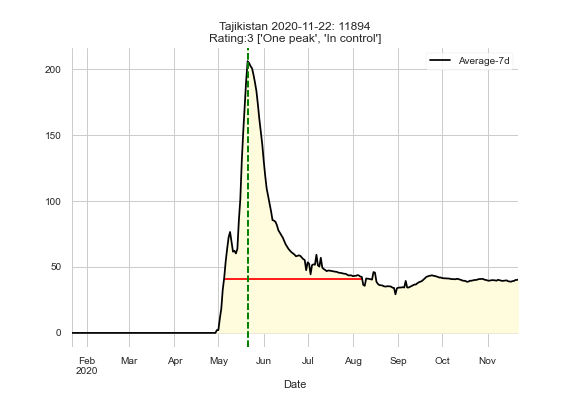 Tajikistan 2020-11-22: 11894
Rating:3 ['One peak', 'In control']
Average-7d
200
150
100
50
0
Feb Mar Apr May Jun Jul Aug Sep Oct Nov
2020
Date